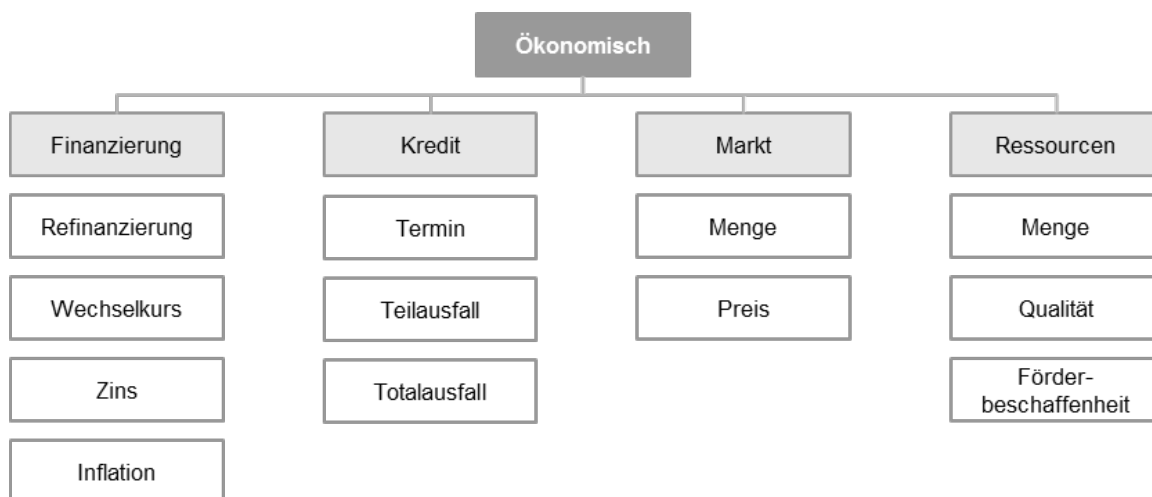 Ökonomisch
Finanzierung
Kredit
Markt
Ressourcen
Refinanzierung
Termin
Menge
Menge
Wechselkurs
Teilausfall
Preis
Qualität
Zins
Totalausfall
Förder-
beschaffenheit
Inflation